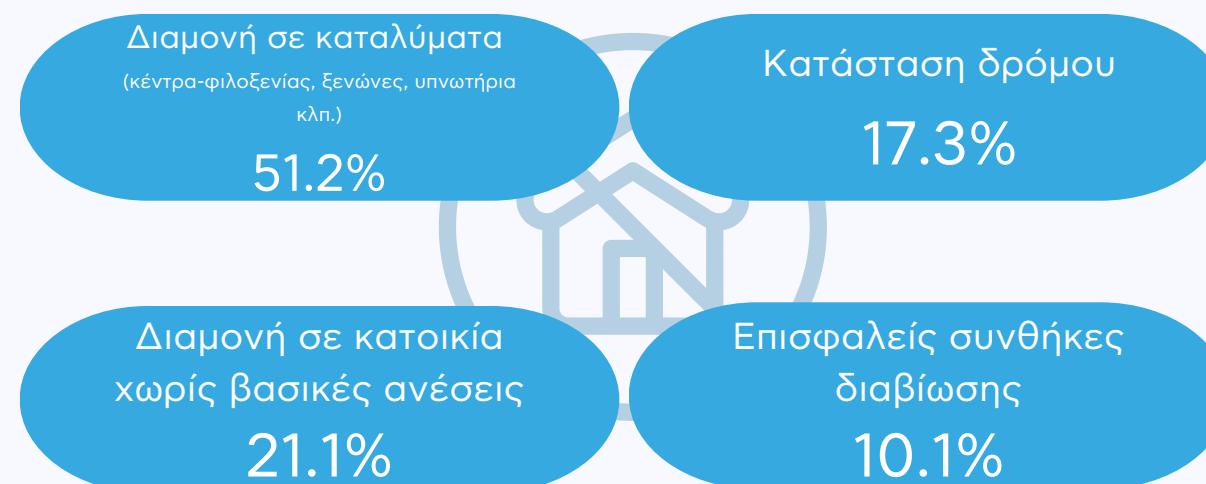 Διαμονή σε καταλύματα
(κέντρα-φιλοξενίας, ξενώνες, υπνωτήρια
κλπ.)
51.2%
Κατάσταση δρόμου
17.3%
Διαμονή σε κατοικία
χωρίς βασικές ανέσεις
21.1%
Επισφαλείς συνθήκες
διαβίωσης
10.1%